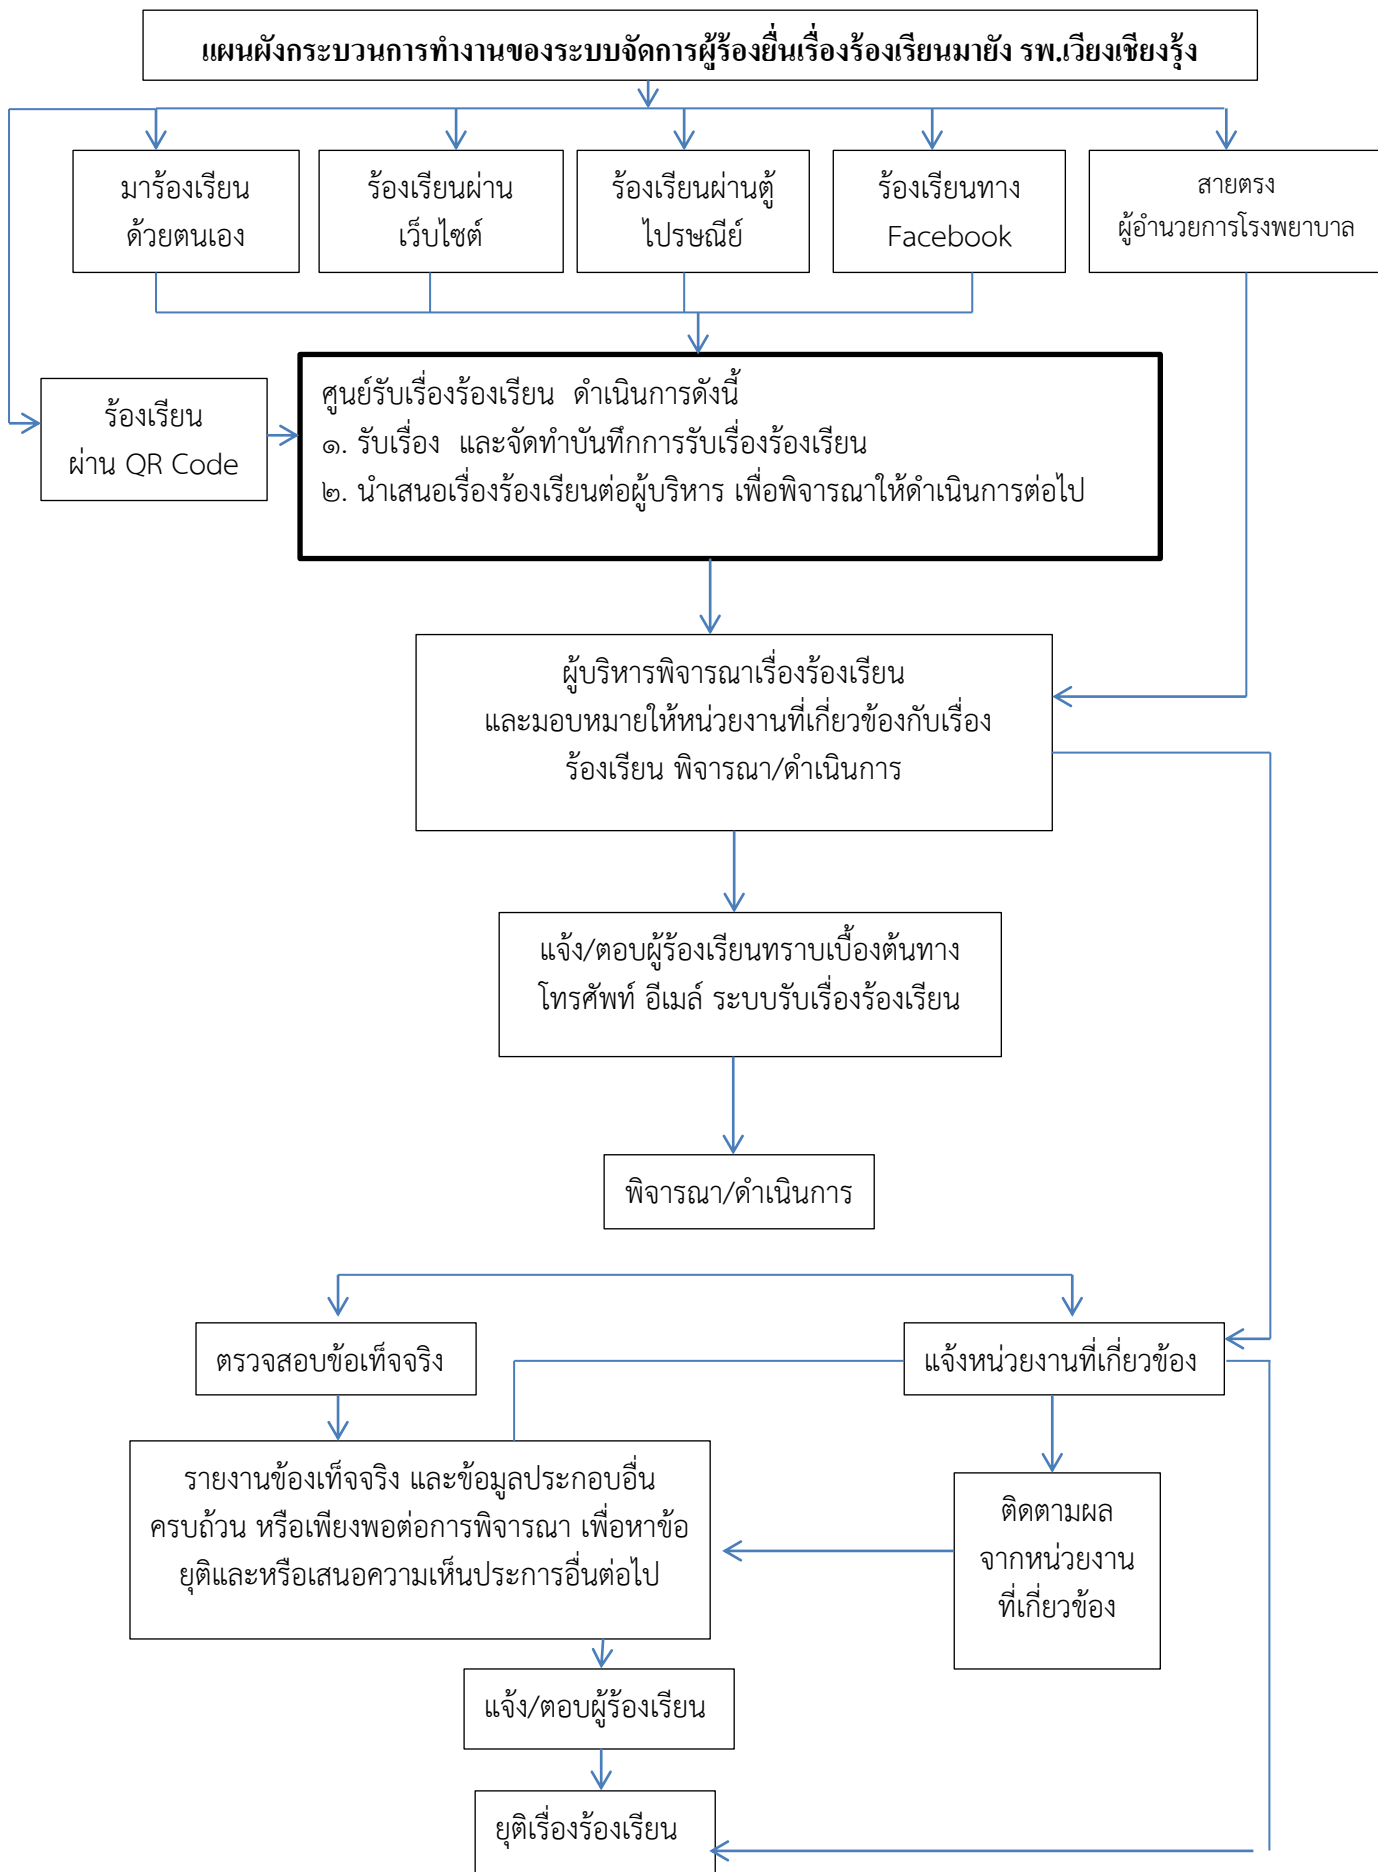 แผนผังกระบวนการทำงานของระบบจัดการผู้ร้องยื่นเรื่องร้องเรียนมายัง รพ.เวียงเชียงรุ้ง
มาร้องเรียน
ด้วยตนเอง
ร้องเรียนผ่าน
เว็บไซต์
ร้องเรียนผ่านตู้
ไปรษณีย์
ร้องเรียนทาง
Facebook
สายตรง
ผู้อำนวยการโรงพยาบาล
ร้องเรียน
ผ่าน QR Code
ศูนย์รับเรื่องร้องเรียน ดำเนินการดังนี้
๑. รับเรื่อง และจัดทำบันทึกการรับเรื่องร้องเรียน
๒. นำเสนอเรื่องร้องเรียนต่อผู้บริหาร เพื่อพิจารณาให้ดำเนินการต่อไป
ผู้บริหารพิจารณาเรื่องร้องเรียน
และมอบหมายให้หน่วยงานที่เกี่ยวข้องกับเรื่อง
ร้องเรียน พิจารณา/ดำเนินการ
แจ้ง/ตอบผู้ร้องเรียนทราบเบื้องต้นทาง
โทรศัพท์ อีเมล์ ระบบรับเรื่องร้องเรียน
พิจารณา/ดำเนินการ
ตรวจสอบข้อเท็จจริง
แจ้งหน่วยงานที่เกี่ยวข้อง
รายงานข้องเท็จจริง และข้อมูลประกอบอื่น
ครบถ้วน หรือเพียงพอต่อการพิจารณา เพื่อหาข้อ
ยุติและหรือเสนอความเห็นประการอื่นต่อไป
ติดตามผล
จากหน่วยงาน
ที่เกี่ยวข้อง
แจ้ง/ตอบผู้ร้องเรียน
ยุติเรื่องร้องเรียน